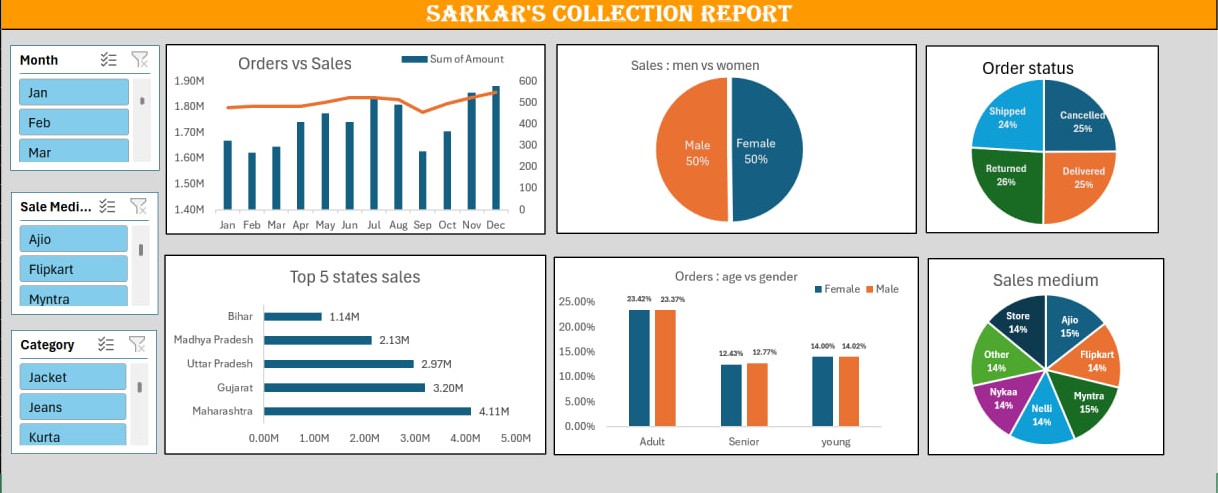 SARKAR'S COLLECTION REPORT
Month
Jan
Feb
Mar
Sale Medi...
Ajio
Flipkart
Myntra
Category
Jacket
Jeans
Kurta
Orders vs Sales
Sum of Amount
1.90M
1.80M
1.70M
1.60M
1.50M
1.40M
600
500
400
300
200
100
0
Jan Feb Mar Apr May Jun Jul Aug Sep Oct Nov Dec
Sales : men vs women
Male
50%
Female
50%
Order status
Shipped
24%
Cancelled
25%
Returned
26%
Delivered
25%
Top 5 states sales
Bihar 1.14M
Madhya Pradesh 2.13M
Uttar Pradesh 2.97M
Gujarat 3.20M
Maharashtra 4.11M
0.00M 1.00M 2.00M 3.00M 4.00M 5.00M
Orders : age vs gender
Female Male
25.00%
20.00%
15.00%
10.00%
5.00%
0.00%
23.42% 23.37%
12.43% 12.77%
14.00% 14.02%
Adult Senior young
Sales medium
Store
14%
Ajio
15%
Other
14%
Flipkart
14%
Nykaa
14%
Myntra
15%
Nelli
14%